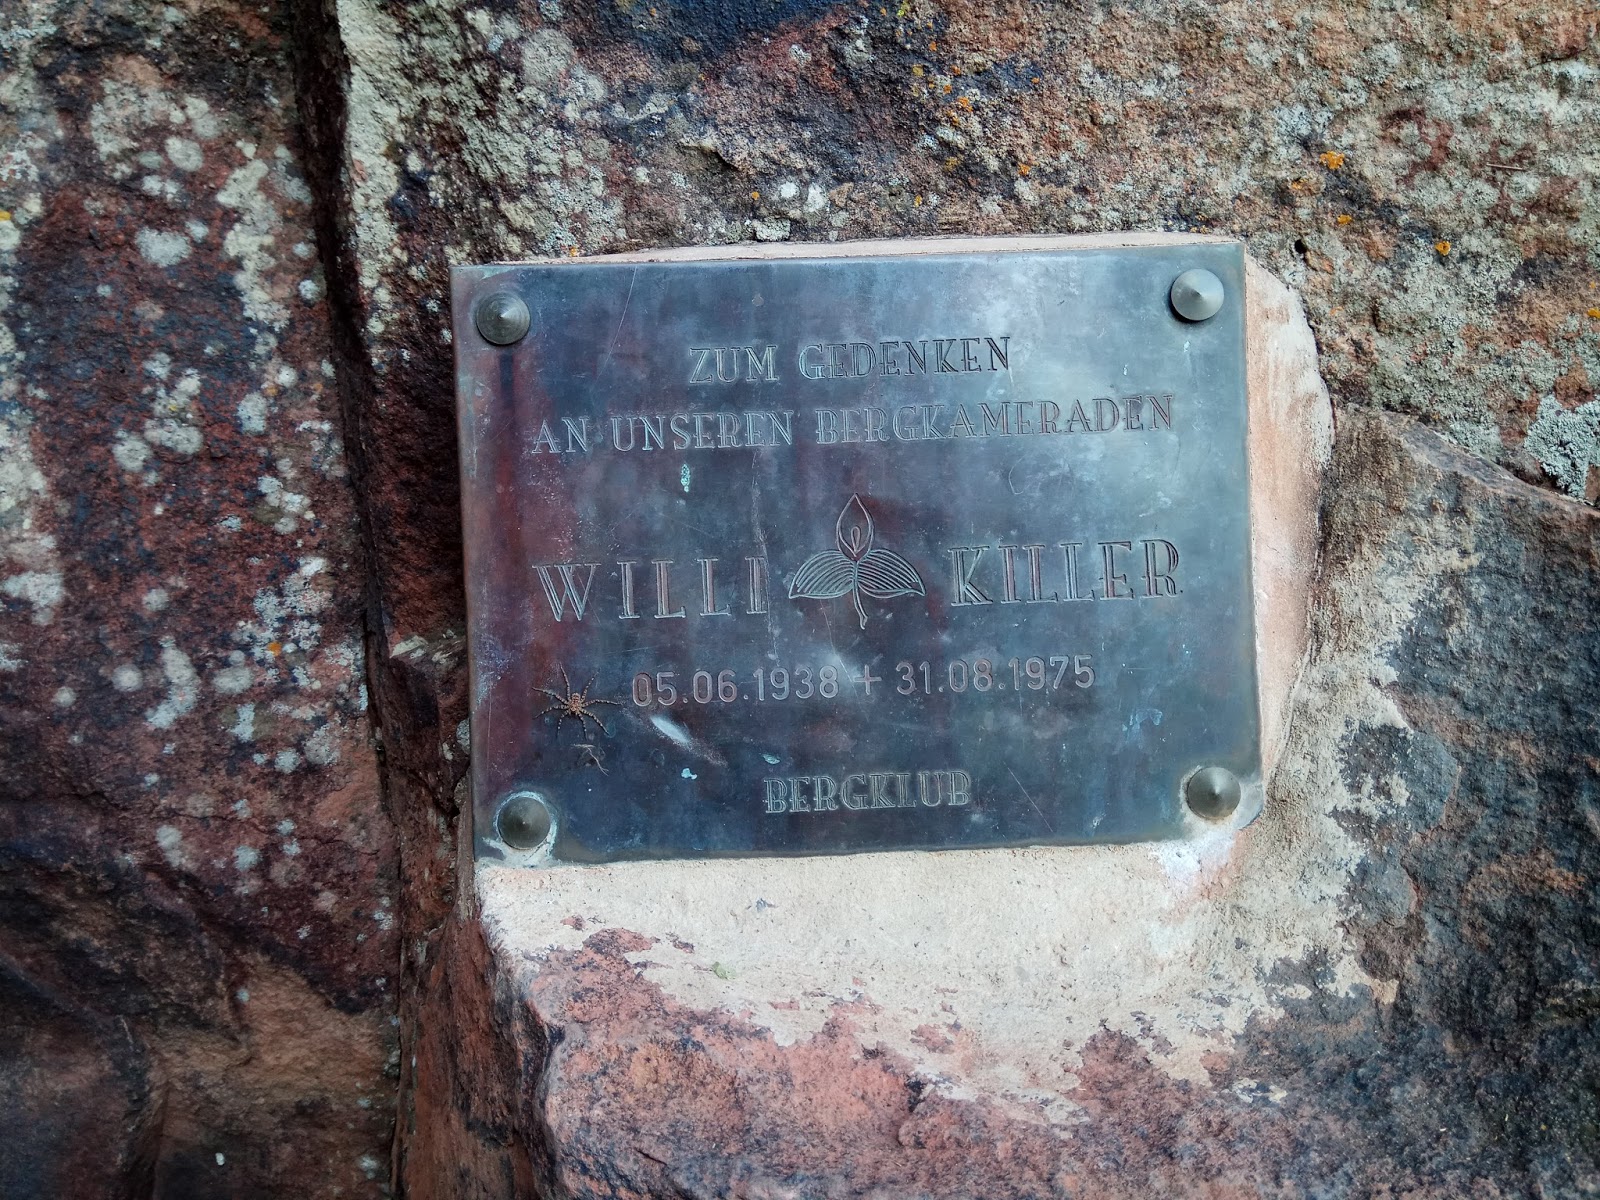 ZUM GEDENKEN
AN UNSEREN BERGKAMERADEN
WILLI KILLER
05.06.1938 + 31.08.1975
BERGKLUB